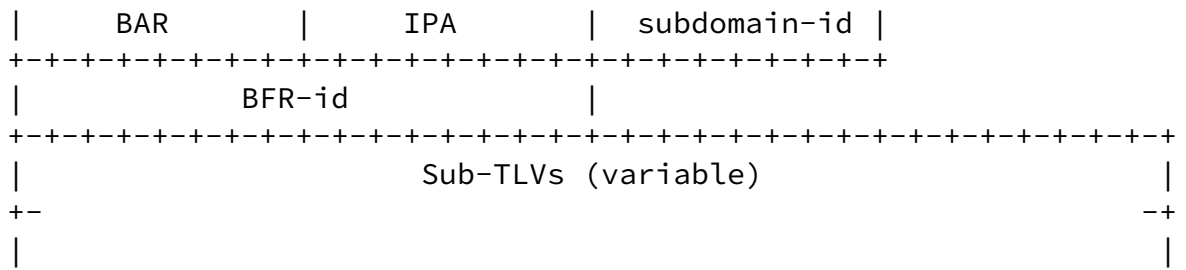 |      BAR      |      IPA      |  subdomain-id |
+-+-+-+-+-+-+-+-+-+-+-+-+-+-+-+-+-+-+-+-+-+-+-+-+
|            BFR-id             |
+-+-+-+-+-+-+-+-+-+-+-+-+-+-+-+-+-+-+-+-+-+-+-+-+-+-+-+-+-+-+-+-+
|                      Sub-TLVs (variable)                      |
+-                                                             -+
|                                                               |